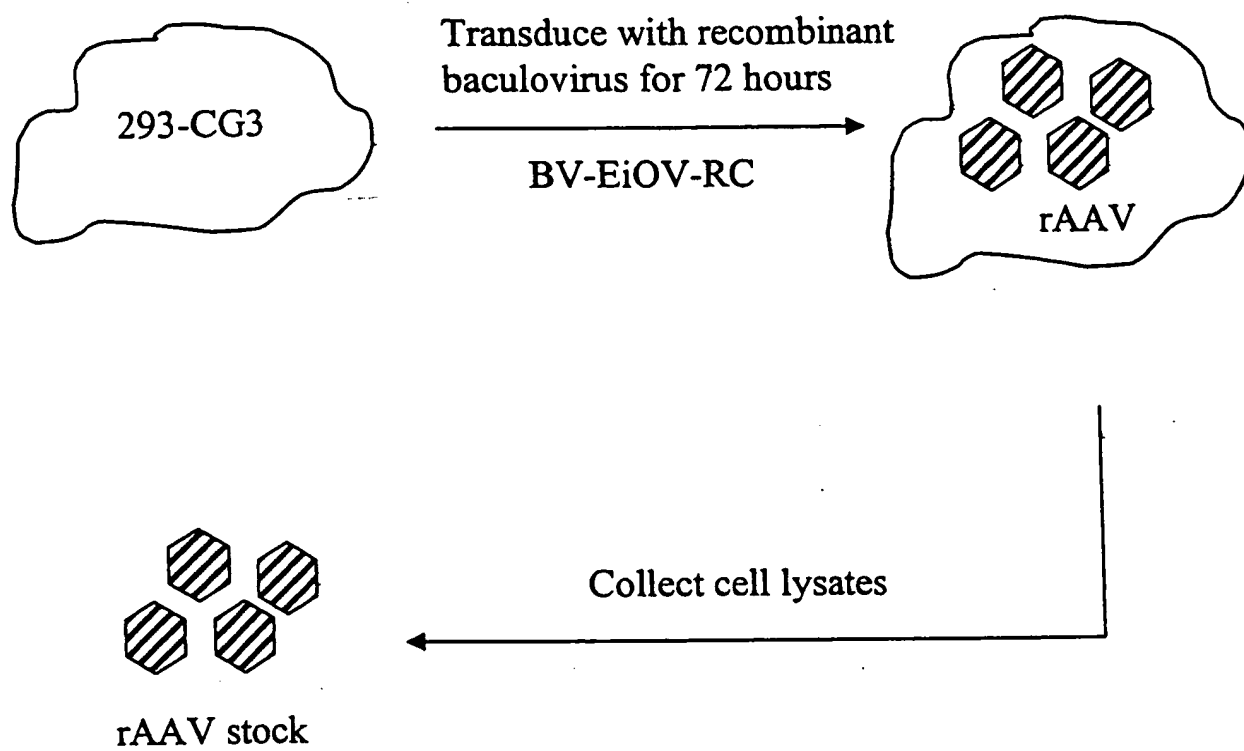 293-CG3
Transduce with recombinant
baculovirus for 72 hours
BV-EiOV-RC
rAAV
Collect cell lysates
rAAV stock